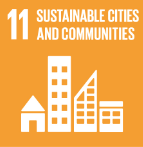 11 SUSTAINABLE CITIES
AND COMMUNITIES